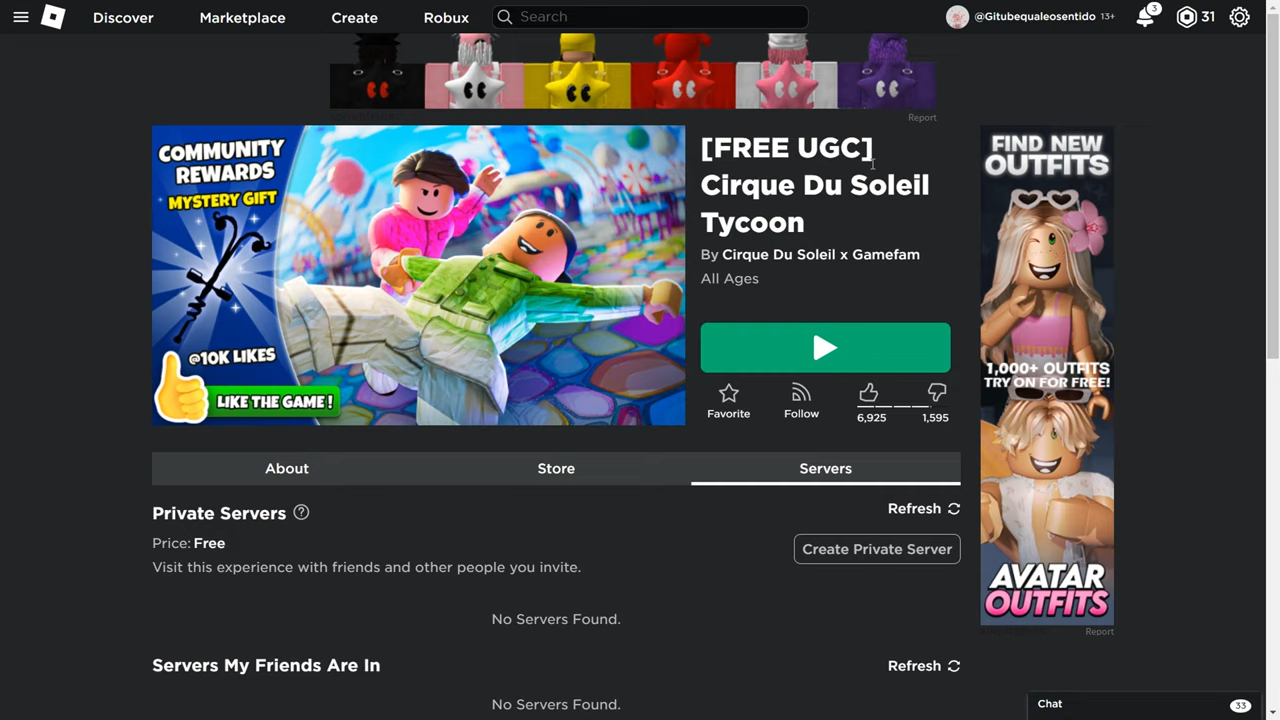 Discover
Marketplace
Create
Robux
Search
@Gitubequaleosentido 13+
3
31
Report
COMMUNITY
REWARDS
MYSTERY GIFT
@10K LIKES
LIKE THE GAME !
[FREE UGC]
Cirque Du Soleil
Tycoon
By Cirque Du Soleil x Gamefam
All Ages
Favorite
Follow
6,925
1,595
FIND NEW
OUTFITS
1,000+ OUTFITS
TRY ON FOR FREE!
AVATAR
OUTFITS
Report
About
Store
Servers
Private Servers
Refresh
Price: Free
Create Private Server
Visit this experience with friends and other people you invite.
No Servers Found.
Servers My Friends Are In
Refresh
No Servers Found.
Chat
33